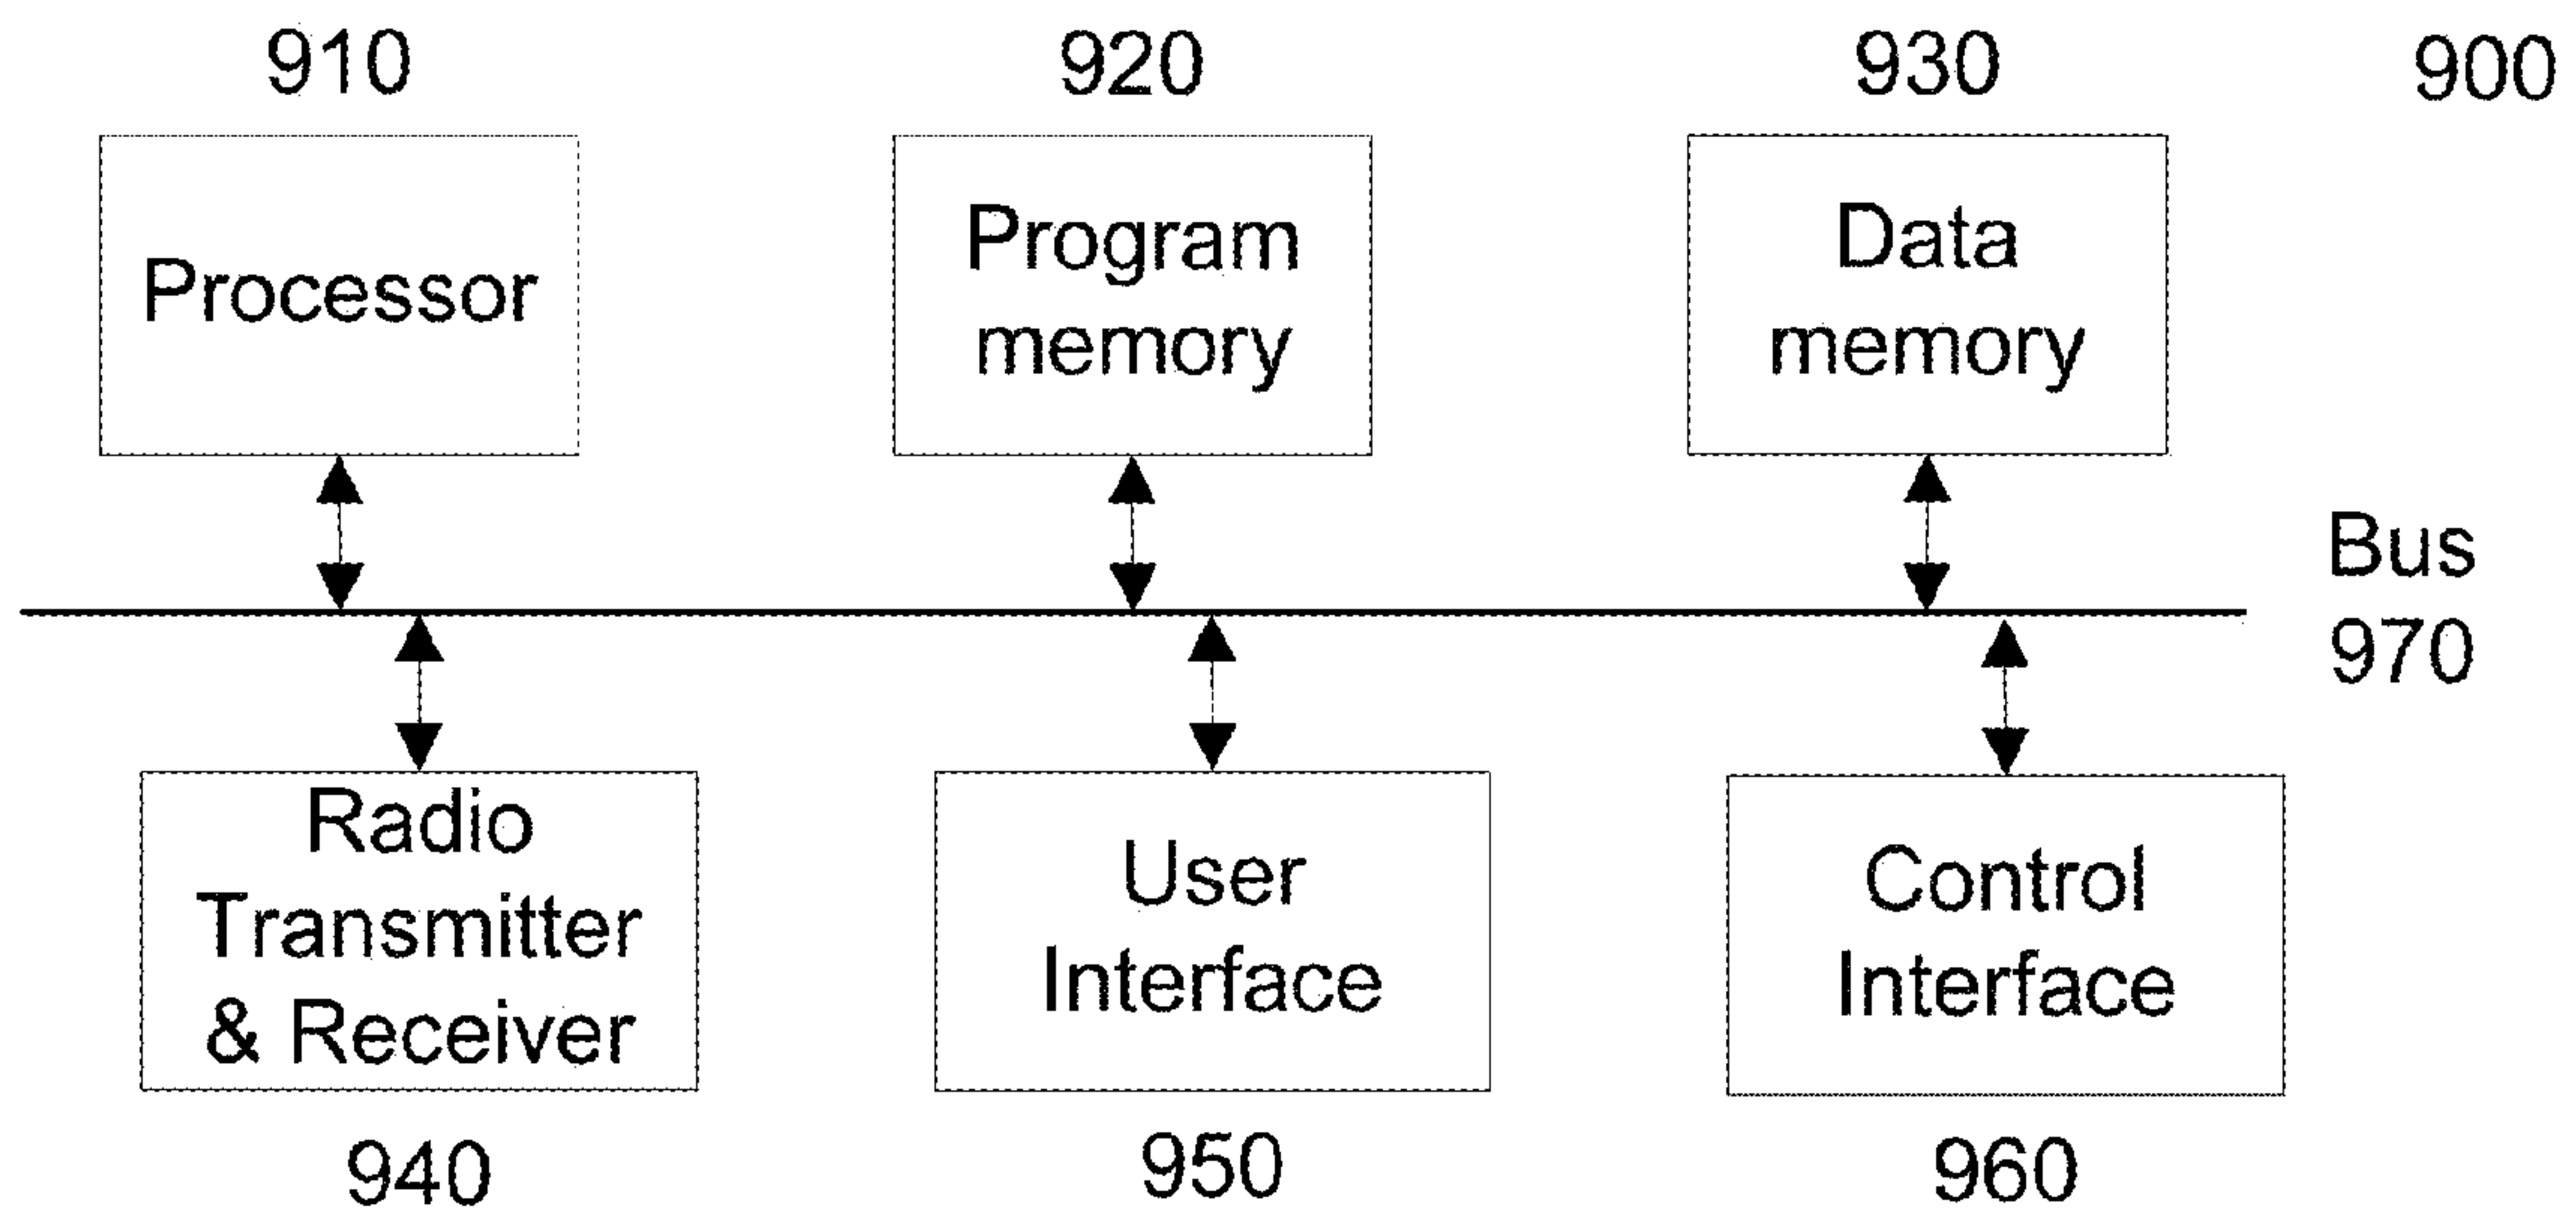 910
920
930
900
Processor
Program
memory
Data
memory
Bus
970
Radio
Transmitter
& Receiver
User
Interface
Control
Interface
940
950
960